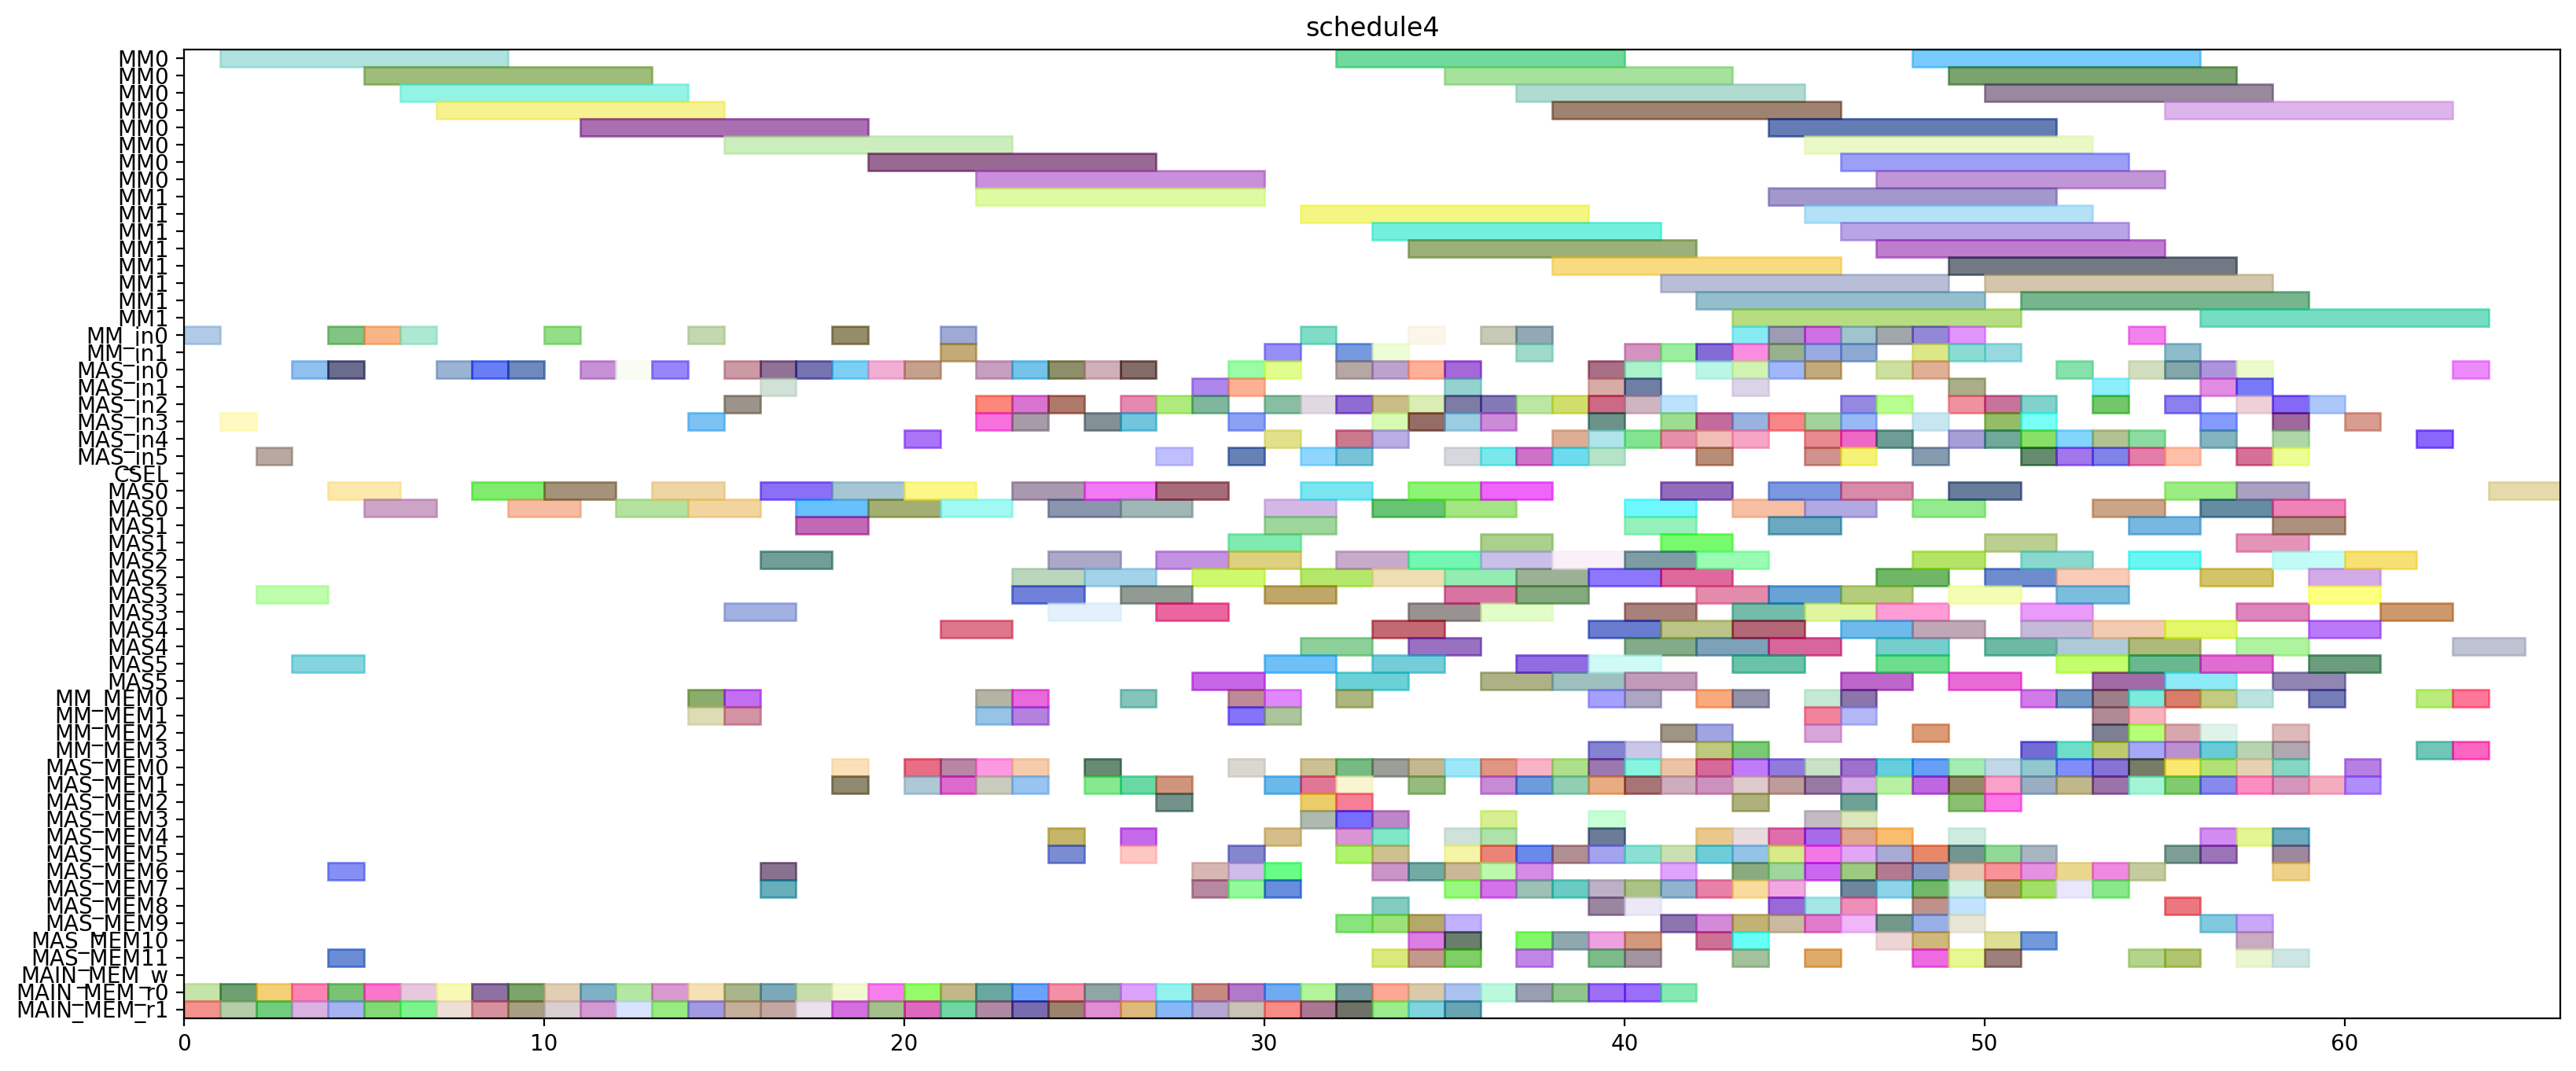 schedule4
MM0
MM0
MM0
MM0
MM0
MM0
MM0
MM0
MM1
MM1
MM1
MM1
MM1
MM1
MM1
MM1
MM_in0
MM_in1
MAS_in0
MAS_in1
MAS_in2
MAS_in3
MAS_in4
MAS_in5
CSEL
MAS0
MAS0
MAS1
MAS1
MAS2
MAS2
MAS3
MAS3
MAS4
MAS4
MAS5
MAS5
MM_MEM0
MM_MEM1
MM_MEM2
MM_MEM3
MAS_MEM0
MAS_MEM1
MAS_MEM2
MAS_MEM3
MAS_MEM4
MAS_MEM5
MAS_MEM6
MAS_MEM7
MAS_MEM8
MAS_MEM9
MAS_MEM10
MAS_MEM11
MAIN_MEM_w
MAIN_MEM_r0
MAIN_MEM_r1
0 10 20 30 40 50 60